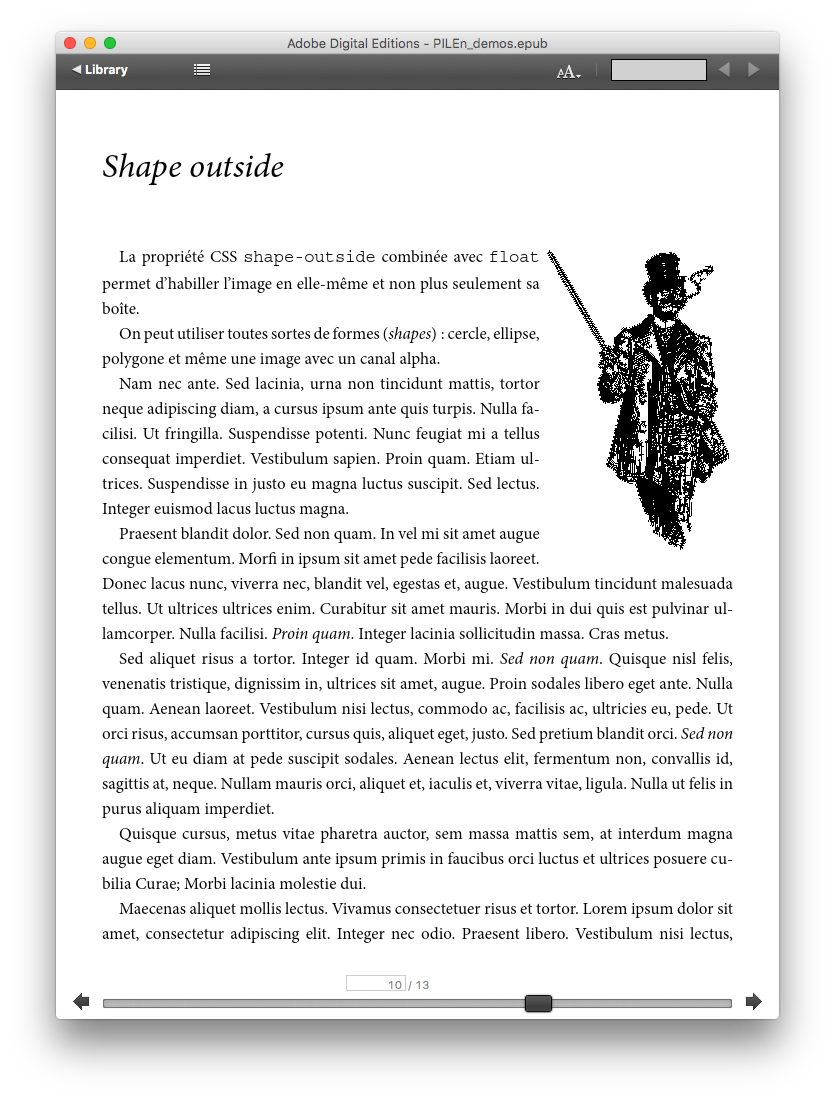 Adobe Digital Editions - PILEn_demos.epub
Library
AA
Shape outside
La propriété CSS shape-outside combinée avec float
permet d’habiller l’image en elle-même et non plus seulement sa
boîte.
On peut utiliser toutes sortes de formes (shapes) : cercle, ellipse,
polygone et même une image avec un canal alpha.
Nam nec ante. Sed lacinia, urna non tincidunt mattis, tortor
neque adipiscing diam, a cursus ipsum ante quis turpis. Nulla fa-
cilisi. Ut fringilla. Suspendisse potenti. Nunc feugiat mi a tellus
consequat imperdiet. Vestibulum sapien. Proin quam. Etiam ul-
trices. Suspendisse in justo eu magna luctus suscipit. Sed lectus.
Integer euismod lacus luctus magna.
Praesent blandit dolor. Sed non quam. In vel mi sit amet augue
congue elementum. Morfi in ipsum sit amet pede facilisis laoreet.
Donec lacus nunc, viverra nec, blandit vel, egestas et, augue. Vestibulum tincidunt malesuada
tellus. Ut ultrices ultrices enim. Curabitur sit amet mauris. Morbi in dui quis est pulvinar ul-
lamcorper. Nulla facilisi. Proin quam. Integer lacinia sollicitudin massa. Cras metus.
Sed aliquet risus a tortor. Integer id quam. Morbi mi. Sed non quam. Quisque nisl felis,
venenatis tristique, dignissim in, ultrices sit amet, augue. Proin sodales libero eget ante. Nulla
quam. Aenean laoreet. Vestibulum nisi lectus, commodo ac, facilisis ac, ultricies eu, pede. Ut
orci risus, accumsan porttitor, cursus quis, aliquet eget, justo. Sed pretium blandit orci. Sed non
quam. Ut eu diam at pede suscipit sodales. Aenean lectus elit, fermentum non, convallis id,
sagittis at, neque. Nullam mauris orci, aliquet et, iaculis et, viverra vitae, ligula. Nulla ut felis in
purus aliquam imperdiet.
Quisque cursus, metus vitae pharetra auctor, sem massa mattis sem, at interdum magna
augue eget diam. Vestibulum ante ipsum primis in faucibus orci luctus et ultrices posuere cu-
bilia Curae; Morbi lacinia molestie dui.
Maecenas aliquet mollis lectus. Vivamus consectetuer risus et tortor. Lorem ipsum dolor sit
amet, consectetur adipiscing elit. Integer nec odio. Praesent libero. Vestibulum nisi lectus,
10 / 13